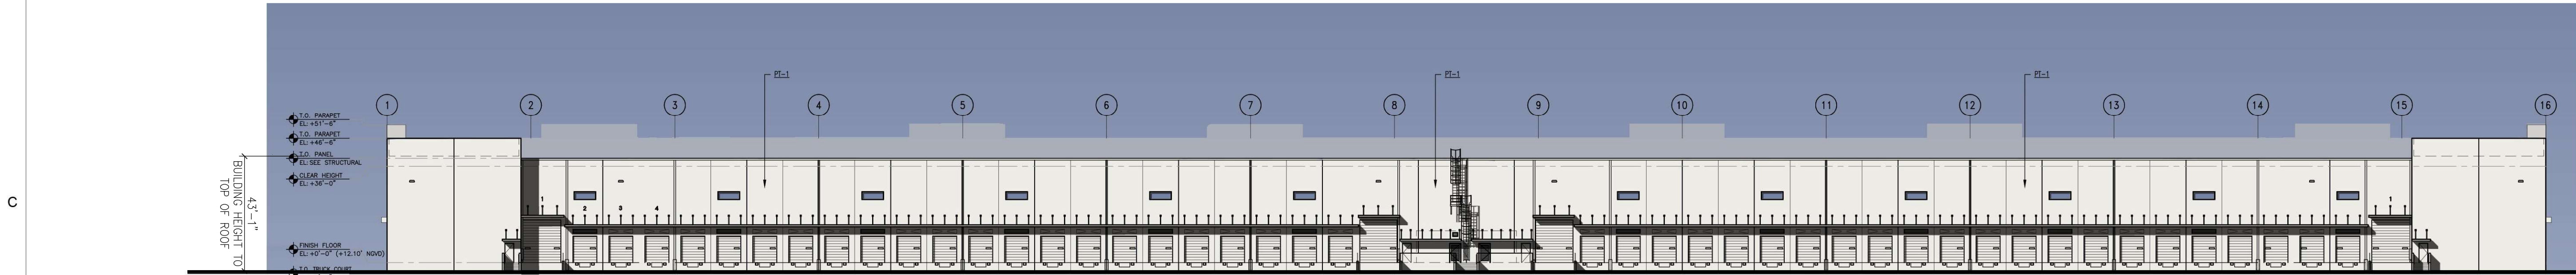 PT-1
PT-1
PT-1
1
2
3
4
5
6
7
8
9
10
11
12
13
14
15
16
T.O. PARAPET
EL: +51'-6"
T.O. PARAPET
EL: +46'-6"
T.O. PANEL
EL: SEE STRUCTURAL
CLEAR HEIGHT
EL: +36'-0"
C
43'-1"
BUILDING HEIGHT TO
TOP OF ROOF
1
2
3
4
1
FINISH FLOOR
EL: +0'-0" (+12.10' NGVD)
T.O. TRUCK COURT